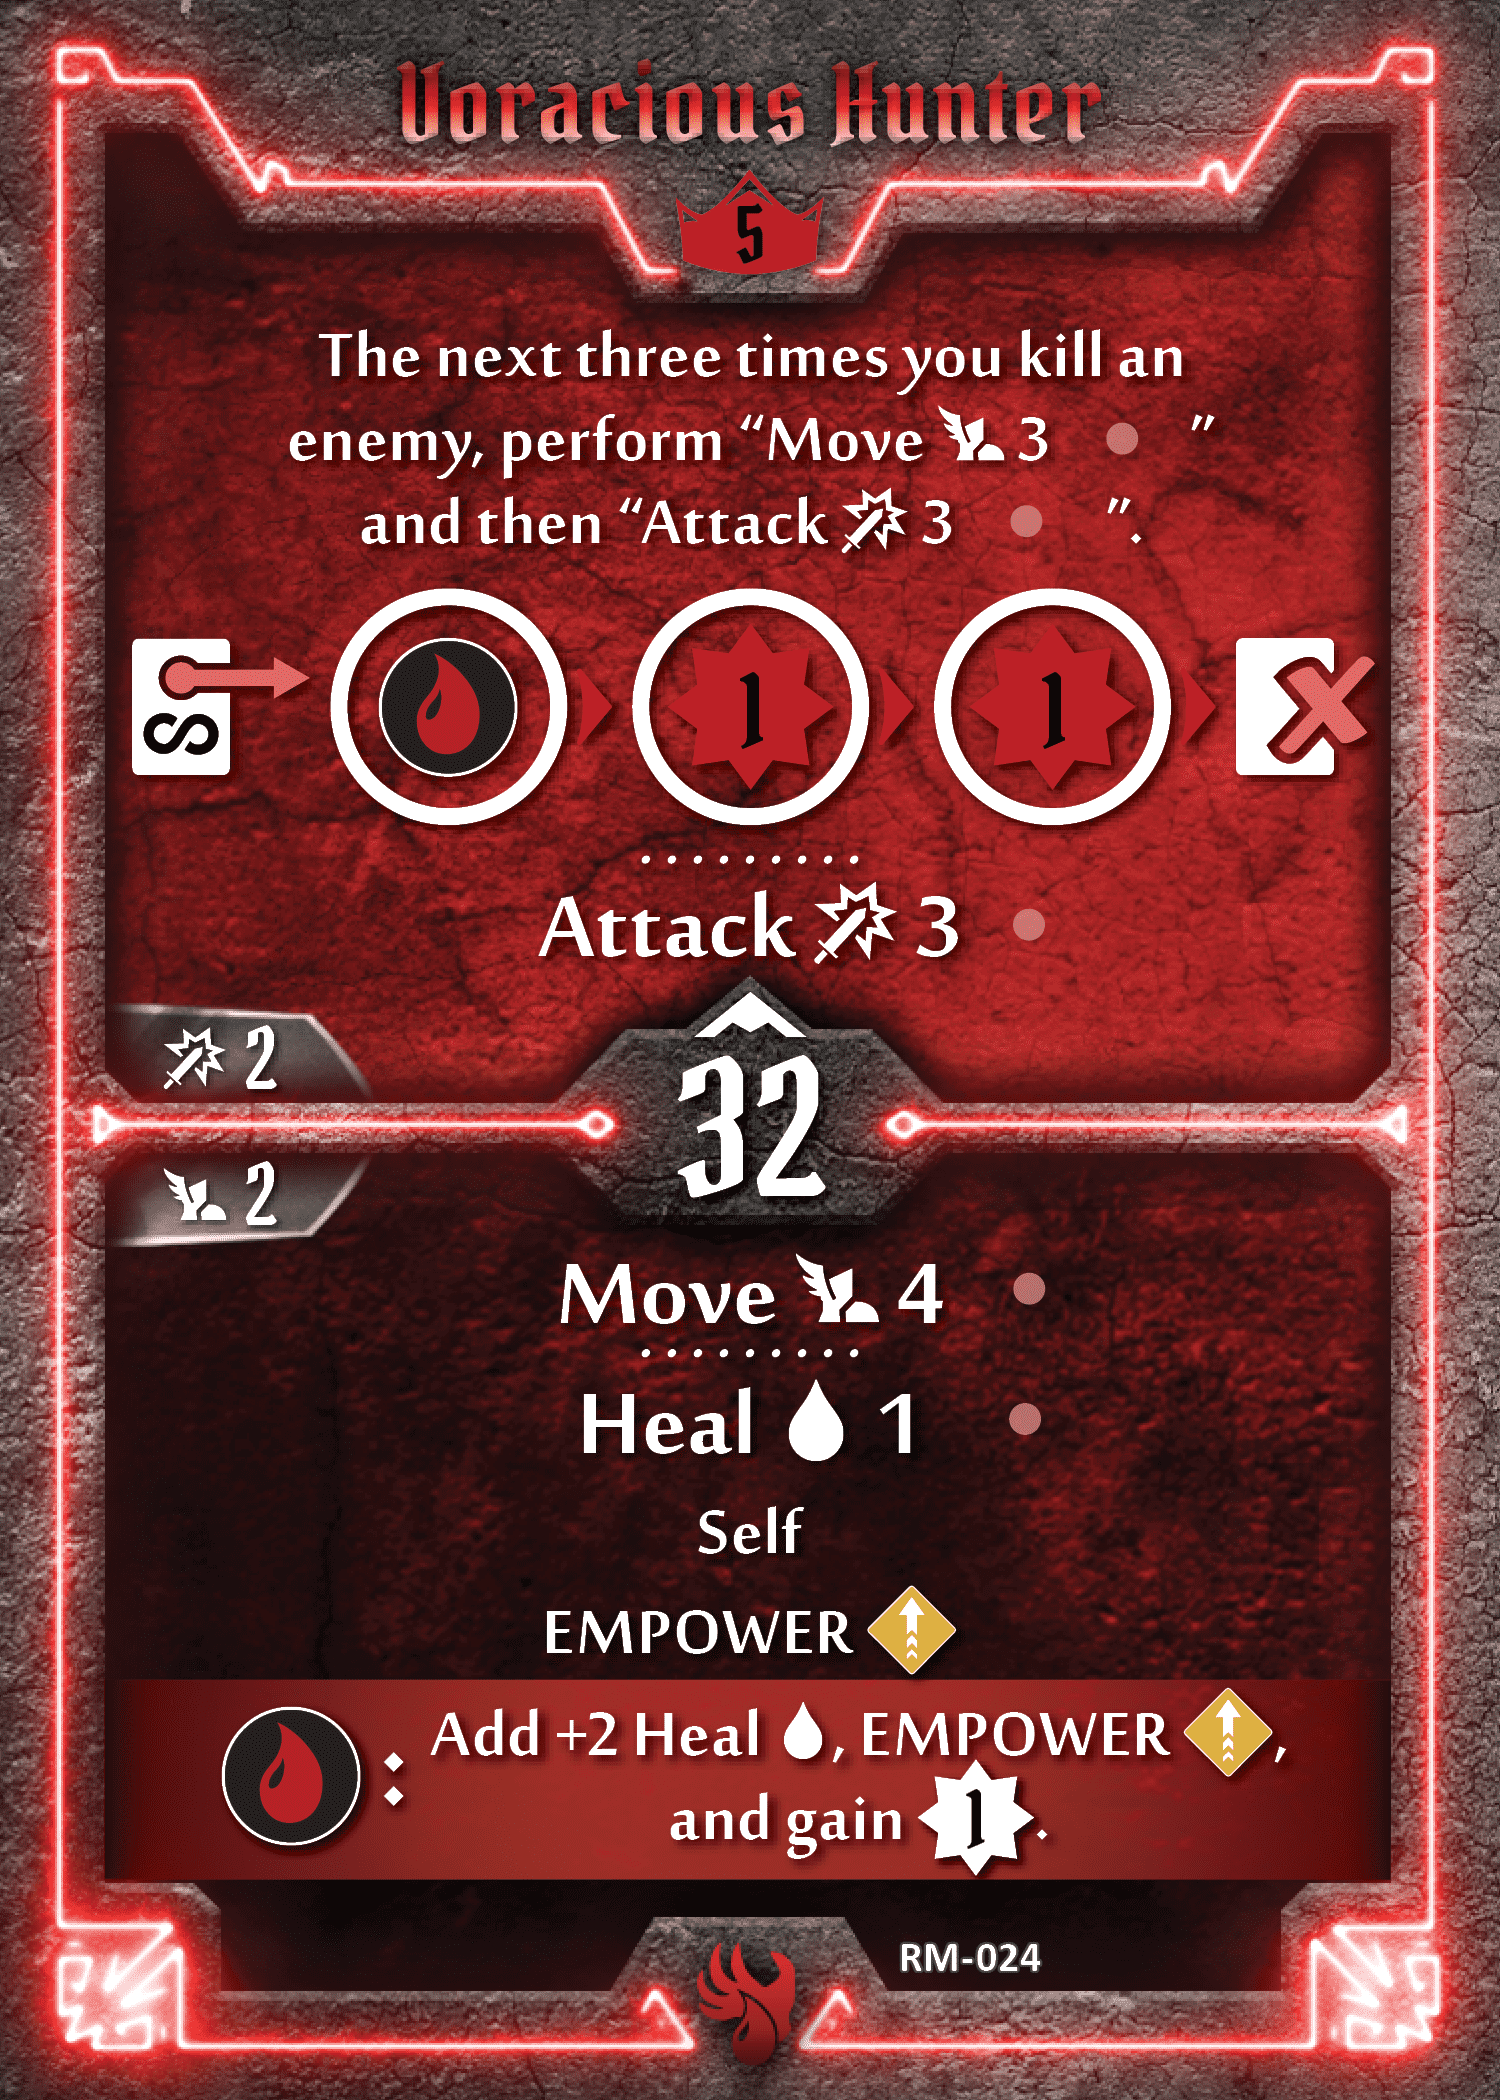 Voracious Hunter
5
The next three times you kill an
enemy, perform “Move 3 ”
and then “Attack 3 ”.
1 1
Attack 3
2
32
2
Move 4
Heal 1
Self
EMPOWER
Add +2 Heal , EMPOWER ,
: and gain 1 .
RM-024